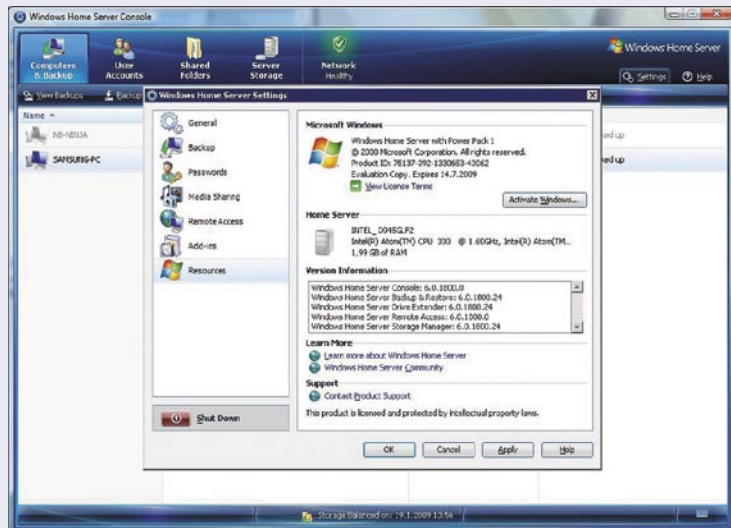 Windows Home Server Console
Computers & Backup
User Accounts
Shared Folders
Server Storage
Network Healthy
Windows Home Server
Settings
Help
View Backups
Backup
Name
SAMSUNG-PC
ed up
ed up
Windows Home Server Settings
General
Backup
Passwords
Media Sharing
Remote Access
Add-ins
Resources
Shut Down
Microsoft Windows
Windows Home Server with Power Pack 1
Microsoft Corporation. All rights reserved.
Evaluation Copy. Expires 14.7.2009
View License Terms
Activate Windows...
Home Server
INTEL_D945GLF2
Intel(R) Atom(TM) CPU 330 @ 1.60GHz, Intel(R) Atom(TM...
1,99 GB of RAM
Version Information
Windows Home Server Console: 6.0.1800.0
Windows Home Server Backup & Restore: 6.0.1800.24
Windows Home Server Drive Extender: 6.0.1800.24
Windows Home Server Remote Access:
Windows Home Server Storage Manager: 6.0.1800.24
Learn More
Learn more about Windows Home Server
Windows Home Server Community
Support
Contact Product Support
This product is licensed and protected by intellectual property laws.
OK
Cancel
Apply
Help
Storage Balanced on: 19.1.2009 13:56